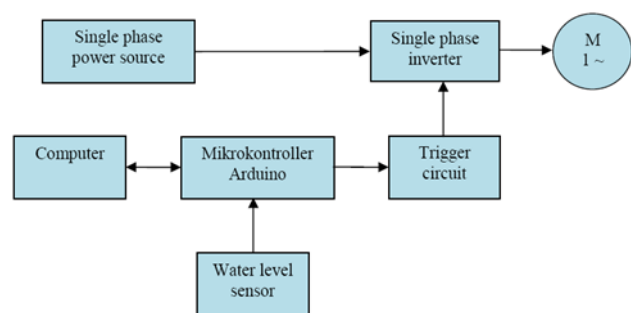 Single phase
power source
Single phase
inverter
M
1 ~
Computer
Mikrokontroller
Arduino
Trigger
circuit
Water level
sensor